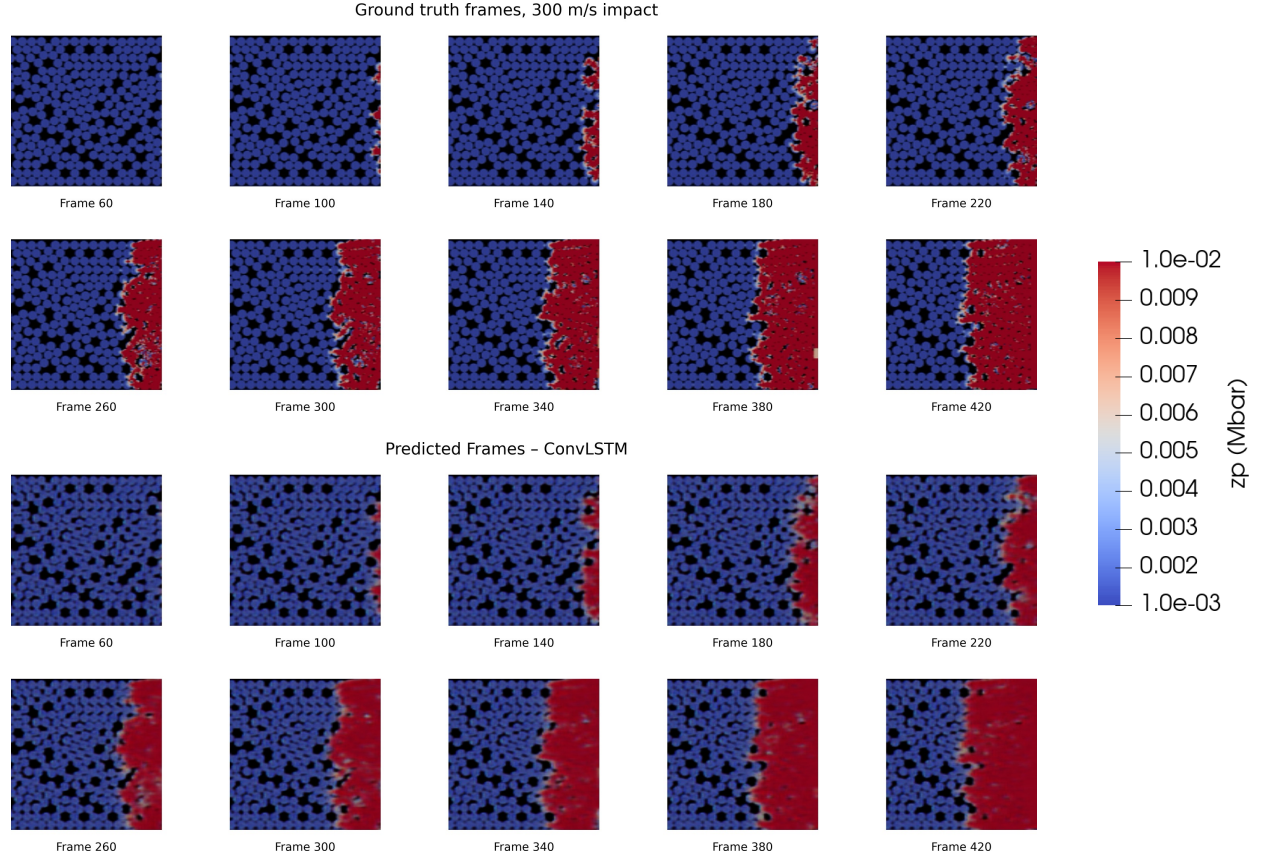 Ground truth frames, 300 m/s impact
Frame 60
Frame 100
Frame 140
Frame 180
Frame 220
Frame 260
Frame 300
Frame 340
Frame 380
Frame 420
Predicted Frames – ConvLSTM
Frame 60
Frame 100
Frame 140
Frame 180
Frame 220
Frame 260
Frame 300
Frame 340
Frame 380
Frame 420
1.0e-02
0.009
0.008
0.007
0.006
0.005
0.004
0.003
0.002
1.0e-03
zp (Mbar)